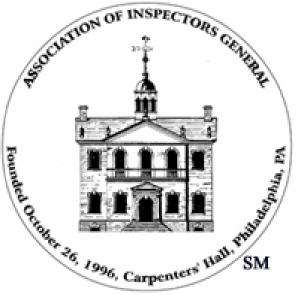 ASSOCIATION OF INSPECTORS GENERAL
Founded October 26, 1996, Carpenters' Hall, Philadelphia, PA
SM